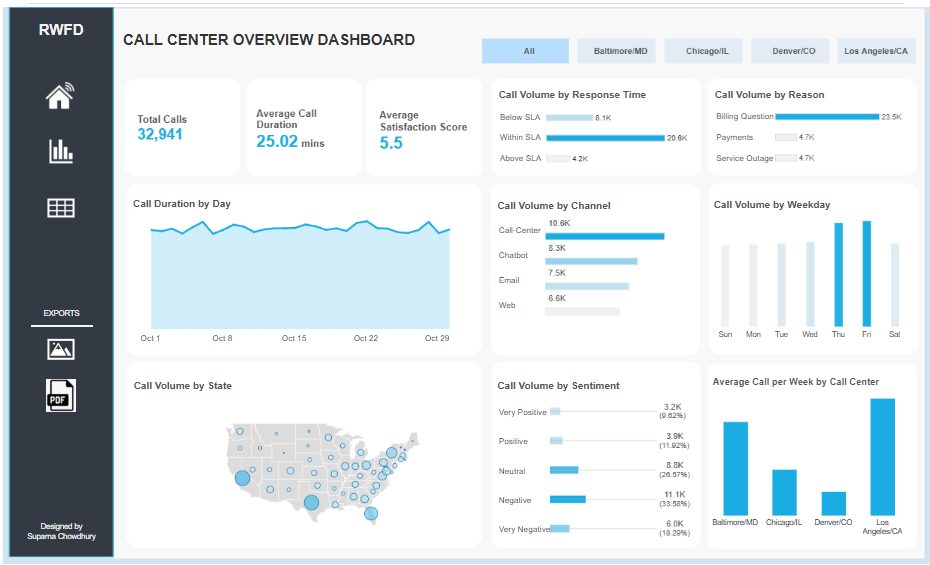 RWFD
EXPORTS
PDF
Designed by
Suparna Chowdhury
CALL CENTER OVERVIEW DASHBOARD
All
Baltimore/MD
Chicago/IL
Denver/CO
Los Angeles/CA
Total Calls
32,941
Average Call
Duration
25.02 mins
Average
Satisfaction Score
5.5
Call Volume by Response Time
Below SLA 8.1K
Within SLA 20.6K
Above SLA 4.2K
Call Volume by Reason
Billing Question 23.5K
Payments 4.7K
Service Outage 4.7K
Call Duration by Day
Oct 1 Oct 8 Oct 15 Oct 22 Oct 29
Call Volume by Channel
10.6K
Call-Center
8.3K
Chatbot
7.5K
Email
6.6K
Web
Call Volume by Weekday
Sun Mon Tue Wed Thu Fri Sat
Call Volume by State
Call Volume by Sentiment
Very Positive 3.2K
(9.62%)
Positive 3.9K
(11.92%)
Neutral 8.8K
(26.57%)
Negative 11.1K
(33.58%)
Very Negative 6.0K
(18.29%)
Average Call per Week by Call Center
Baltimore/MD Chicago/IL Denver/CO Los
Angeles/CA